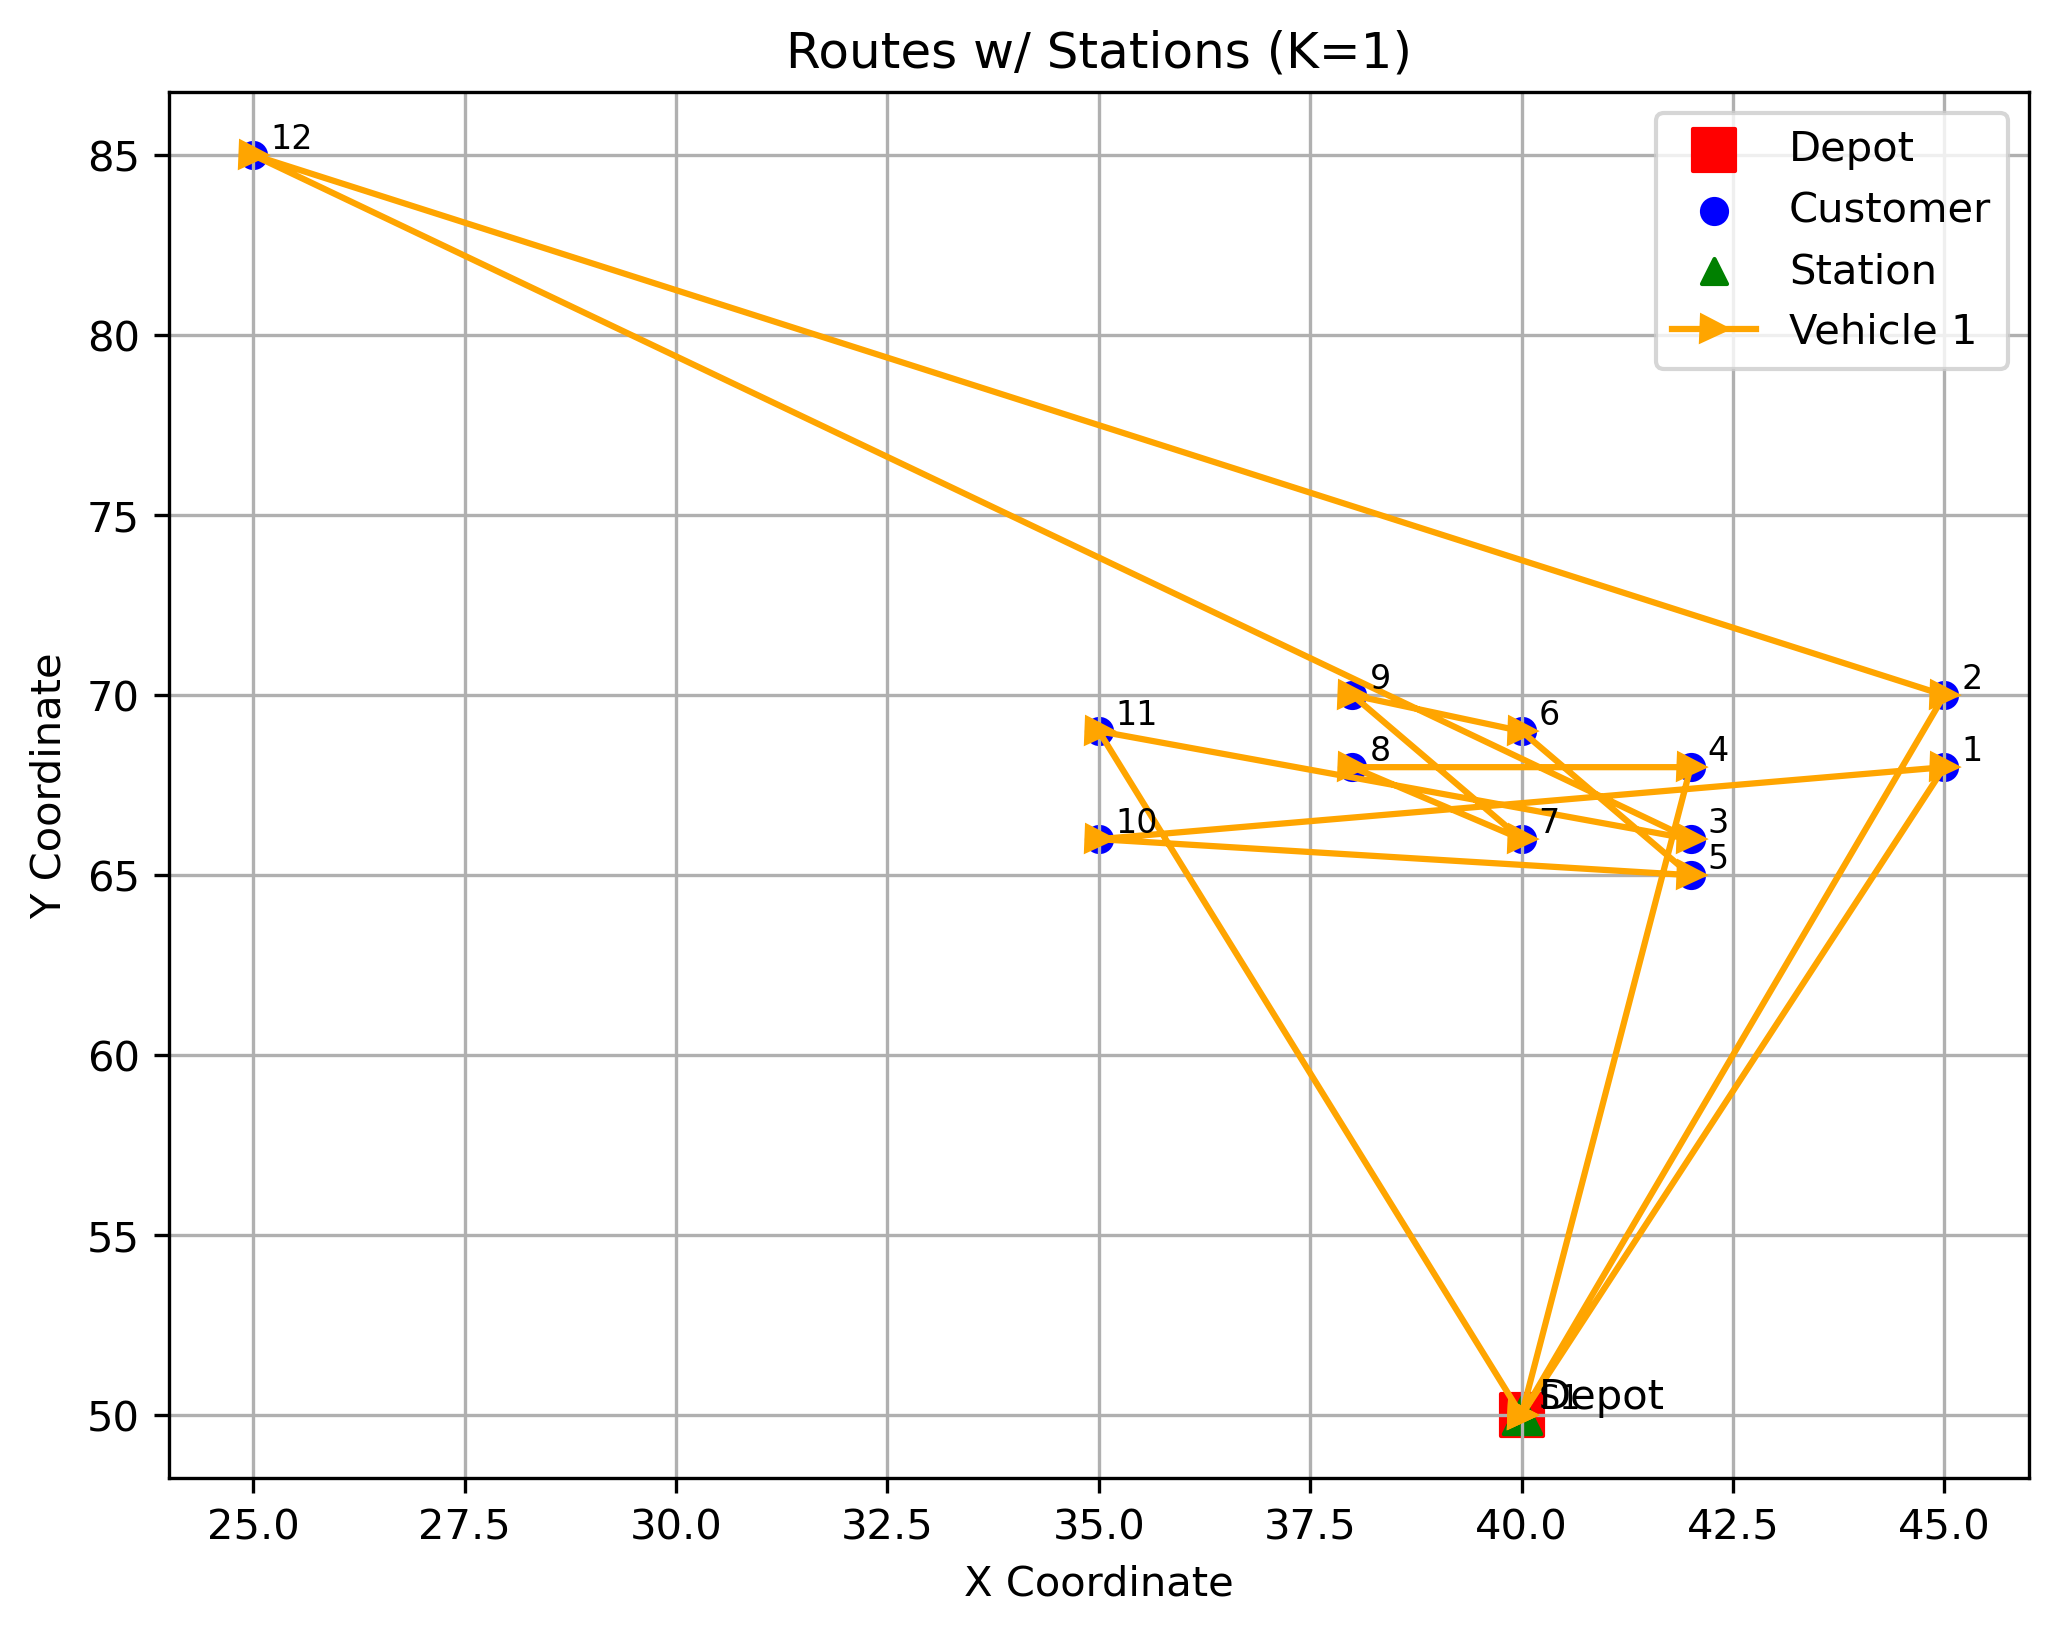 Routes w/ Stations (K=1)
Depot
Customer
Station
Vehicle 1
Y Coordinate
85
80
75
70
65
60
55
50
12
9
2
11
6
8
4
1
10
7
3
5
Depot
S1
25.0 27.5 30.0 32.5 35.0 37.5 40.0 42.5 45.0
X Coordinate